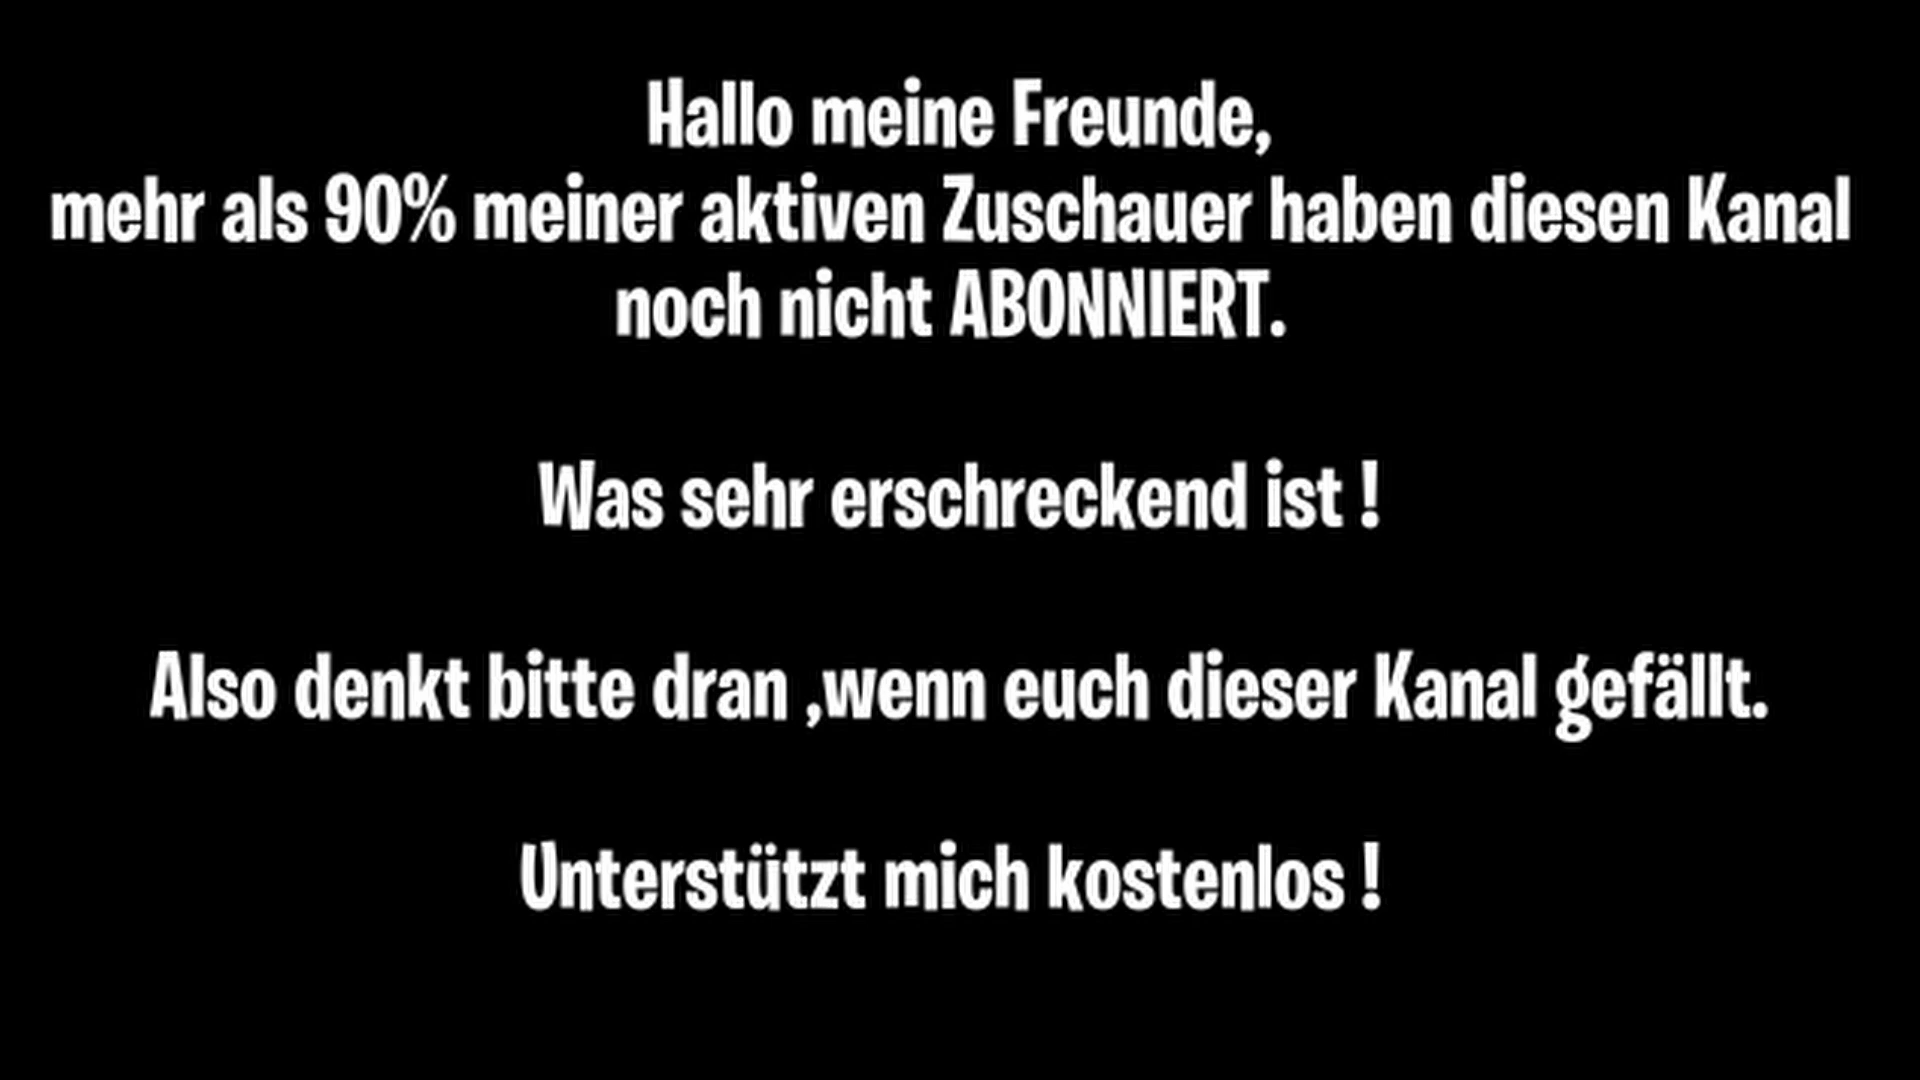 Hallo meine Freunde,
mehr als 90% meiner aktiven Zuschauer haben diesen Kanal
noch nicht ABONNIERT.
Was sehr erschreckend ist !
Also denkt bitte dran ,wenn euch dieser Kanal gefällt.
Unterstützt mich kostenlos !